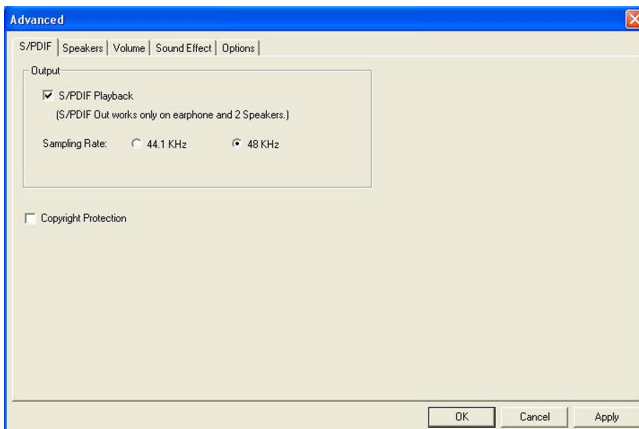 Advanced
S/PDIF Speakers Volume Sound Effect Options
Output
S/PDIF Playback
(S/PDIF Out works only on earphone and 2 Speakers.)
Sampling Rate: 44.1 KHz 48 KHz
Copyright Protection
OK Cancel Apply